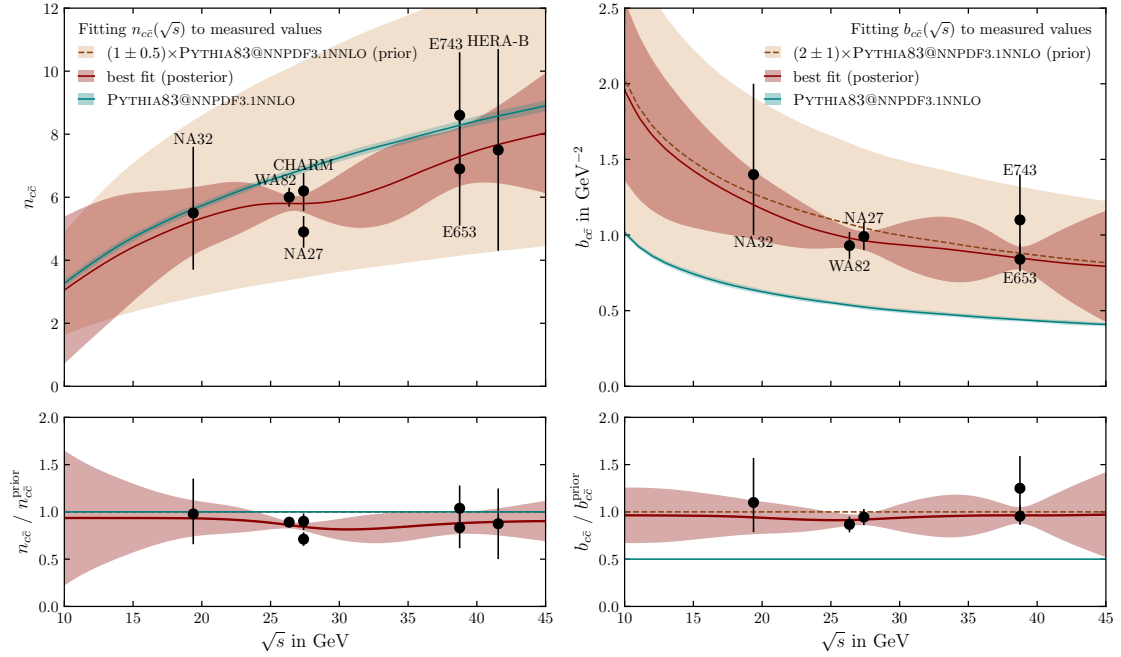 Fitting n_{cc̄}(√s) to measured values
(1 ± 0.5)×PYTHIA83@NNPDF3.1NNLO (prior)
best fit (posterior)
PYTHIA83@NNPDF3.1NNLO
NA32
WA82
CHARM
NA27
E743
HERA-B
E653
n_{cc̄}
12
10
8
6
4
2
0
Fitting b_{cc̄}(√s) to measured values
(2 ± 1)×PYTHIA83@NNPDF3.1NNLO (prior)
best fit (posterior)
PYTHIA83@NNPDF3.1NNLO
NA32
NA27
WA82
E743
E653
b_{cc̄} in GeV⁻²
2.5
2.0
1.5
1.0
0.5
0.0
n_{cc̄} / n_{cc̄}^{prior}
2.0
1.5
1.0
0.5
0.0
10 15 20 25 30 35 40 45
√s in GeV
b_{cc̄} / b_{cc̄}^{prior}
2.0
1.5
1.0
0.5
0.0
10 15 20 25 30 35 40 45
√s in GeV